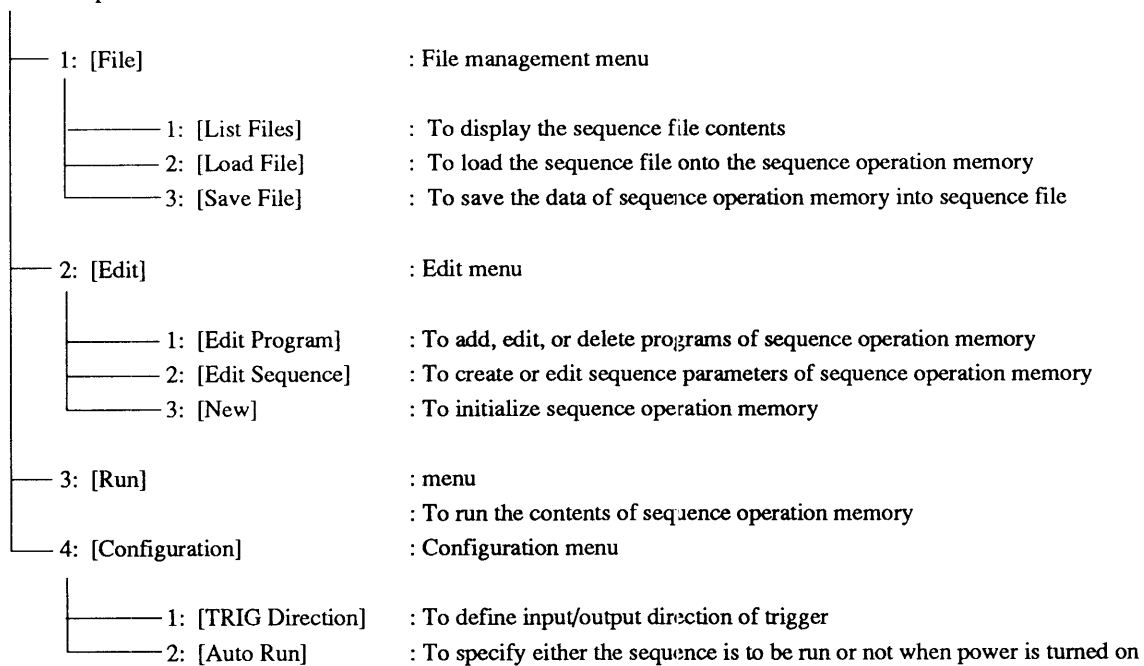 1: [File] : File management menu
1: [List Files] : To display the sequence file contents
2: [Load File] : To load the sequence file onto the sequence operation memory
3: [Save File] : To save the data of sequence operation memory into sequence file
2: [Edit] : Edit menu
1: [Edit Program] : To add, edit, or delete programs of sequence operation memory
2: [Edit Sequence] : To create or edit sequence parameters of sequence operation memory
3: [New] : To initialize sequence operation memory
3: [Run] : menu
: To run the contents of sequence operation memory
4: [Configuration] : Configuration menu
1: [TRIG Direction] : To define input/output direction of trigger
2: [Auto Run] : To specify either the sequence is to be run or not when power is turned on